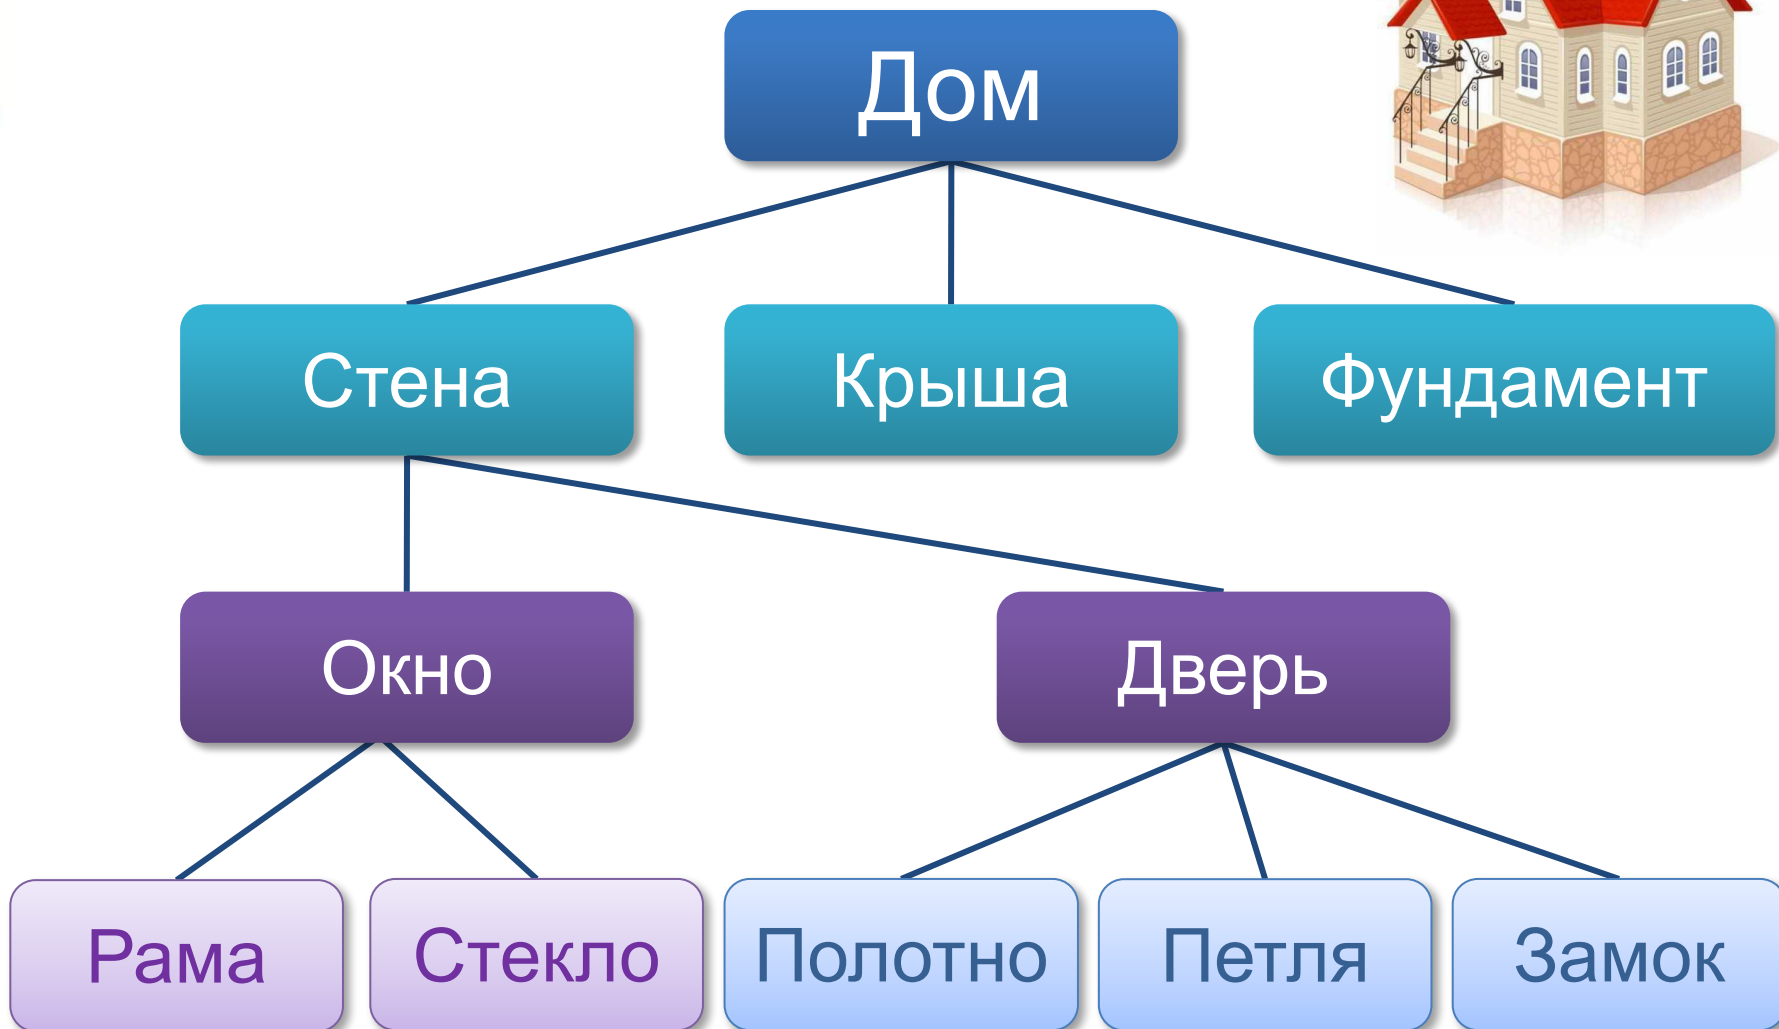 Дом
Стена
Крыша
Фундамент
Окно
Дверь
Рама
Стекло
Полотно
Петля
Замок